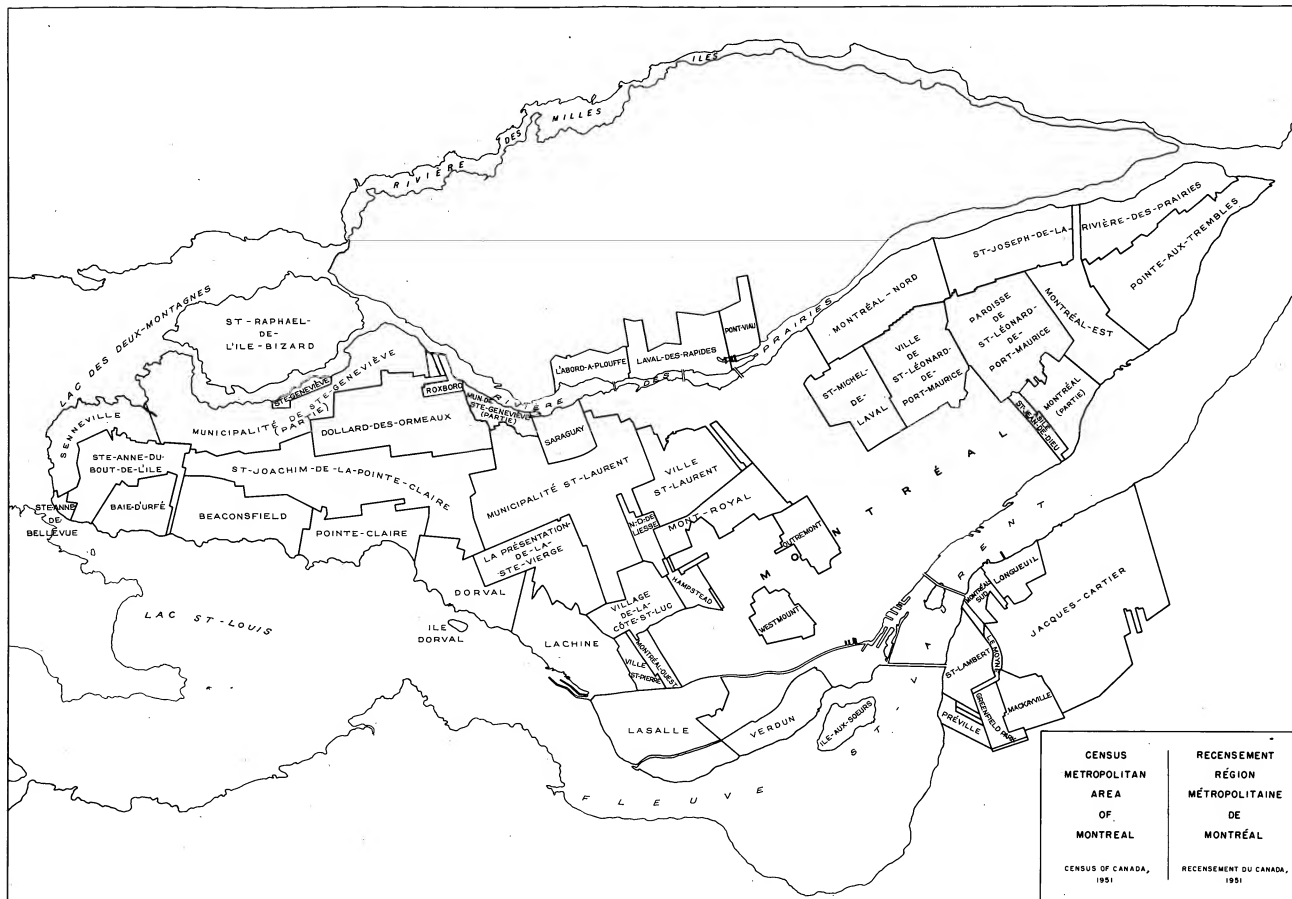 RIVIÈRE DES MILLES ILES
LAC DES DEUX-MONTAGNES
ST-RAPHAEL-
DE-
L'ILE-BIZARD
ST-JOSEPH-DE-LA-RIVIÈRE-DES-PRAIRIES
POINTE-AUX-TREMBLES
MONTRÉAL-NORD
MONTRÉAL-EST
PAROISSE
DE
ST-LÉONARD-
DE-
PORT-MAURICE
VILLE
DE
ST-LÉONARD-
DE-
PORT-MAURICE
ST-MICHEL-
DE-
LAVAL
MONTRÉAL
(PARTIE)
ASILE
ST-JEAN-DE-DIEU
PONT-VIAU
LAVAL-DES-RAPIDES
L'ABORD-A-PLOUFFE
RIVIÈRE DES PRAIRIES
STE-GENEVIÈVE
MUNICIPALITÉ DE STE-GENEVIÈVE
(PARTIE)
ROXBORO
MUN. DE
STE-GENEVIÈVE
(PARTIE)
SARAGUAY
DOLLARD-DES-ORMEAUX
SENNEVILLE
STE-ANNE-DU-
BOUT-DE-L'ILE
ST-JOACHIM-DE-LA-POINTE-CLAIRE
STE-ANNE
DE-
BELLEVUE
BAIE-D'URFÉ
BEACONSFIELD
POINTE-CLAIRE
MUNICIPALITÉ ST-LAURENT
VILLE
ST-LAURENT
MONT-ROYAL
N-D-DE-
LIESSE
OUTREMONT
MONTRÉAL
LA PRÉSENTATION-
DE-LA-
STE-VIERGE
HAMPSTEAD
VILLAGE
DE-LA-
CÔTE-ST-LUC
WESTMOUNT
DORVAL
ILE
DORVAL
LACHINE
VILLE
ST-PIERRE
MONTRÉAL-OUEST
LAC ST-LOUIS
LASALLE
VERDUN
ILE-AUX-SOEURS
FLEUVE ST-LAURENT
LONGUEUIL
MONTRÉAL
SUD
JACQUES-CARTIER
ST-LAMBERT
LE MOYNE
GREENFIELD PARK
MACKAYVILLE
PRÉVILLE
CENSUS
METROPOLITAN
AREA
OF
MONTREAL
CENSUS OF CANADA,
1951
RECENSEMENT
RÉGION
MÉTROPOLITAINE
DE
MONTRÉAL
RECENSEMENT DU CANADA,
1951